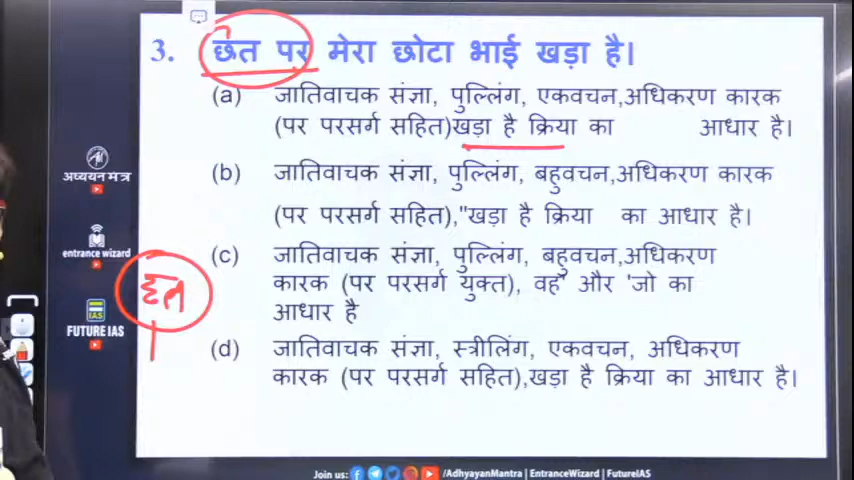 3. छत पर मेरा छोटा भाई खड़ा है।
(a) जातिवाचक संज्ञा, पुल्लिंग, एकवचन,अधिकरण कारक
(पर परसर्ग सहित)खड़ा है क्रिया का आधार है।
(b) जातिवाचक संज्ञा, पुल्लिंग, बहुवचन,अधिकरण कारक
(पर परसर्ग सहित),"खड़ा है क्रिया का आधार है।
(c) जातिवाचक संज्ञा, पुल्लिंग, बहुवचन,अधिकरण
कारक (पर परसर्ग युक्त), वह' और 'जो का
आधार है
(d) जातिवाचक संज्ञा, स्त्रीलिंग, एकवचन, अधिकरण
कारक (पर परसर्ग सहित),खड़ा है क्रिया का आधार है।
अध्ययन मंत्र
entrance wizard
छत
IAS
FUTURE IAS
Join us: /AdhyayanMantra | EntranceWizard | FutureIAS